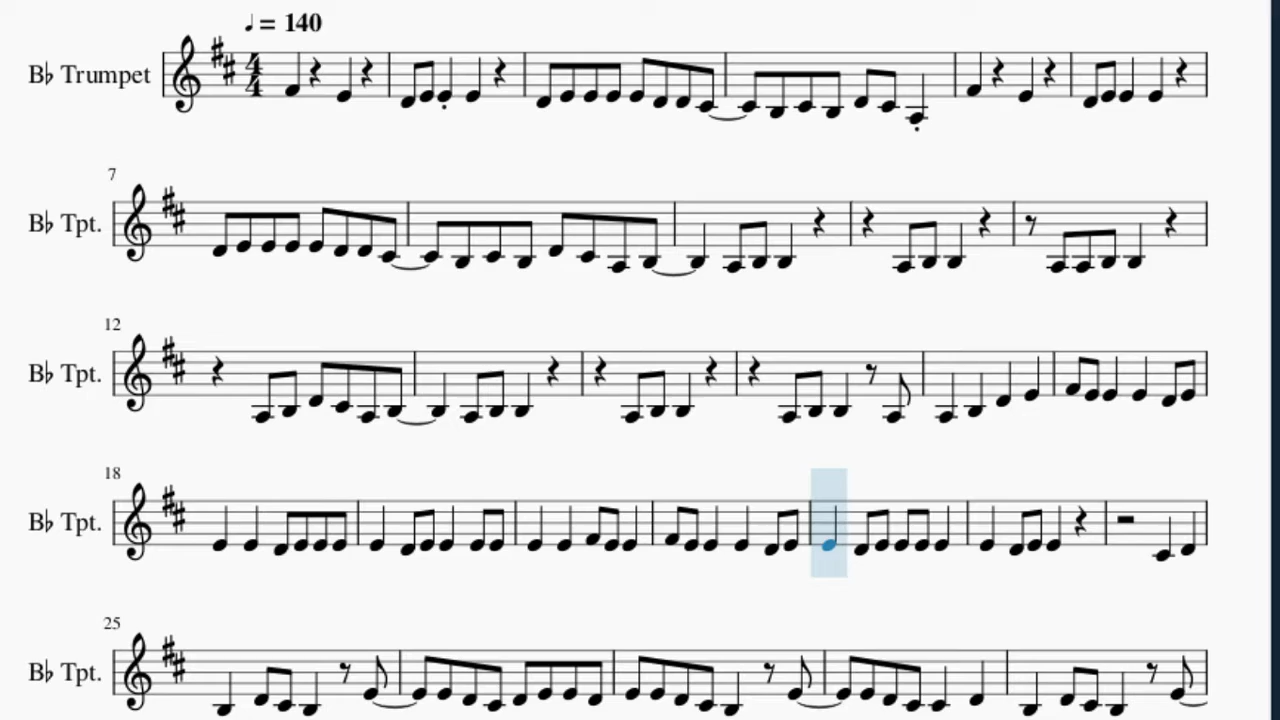 ♩ = 140
B♭ Trumpet
4
4
7
B♭ Tpt.
12
B♭ Tpt.
18
B♭ Tpt.
25
B♭ Tpt.